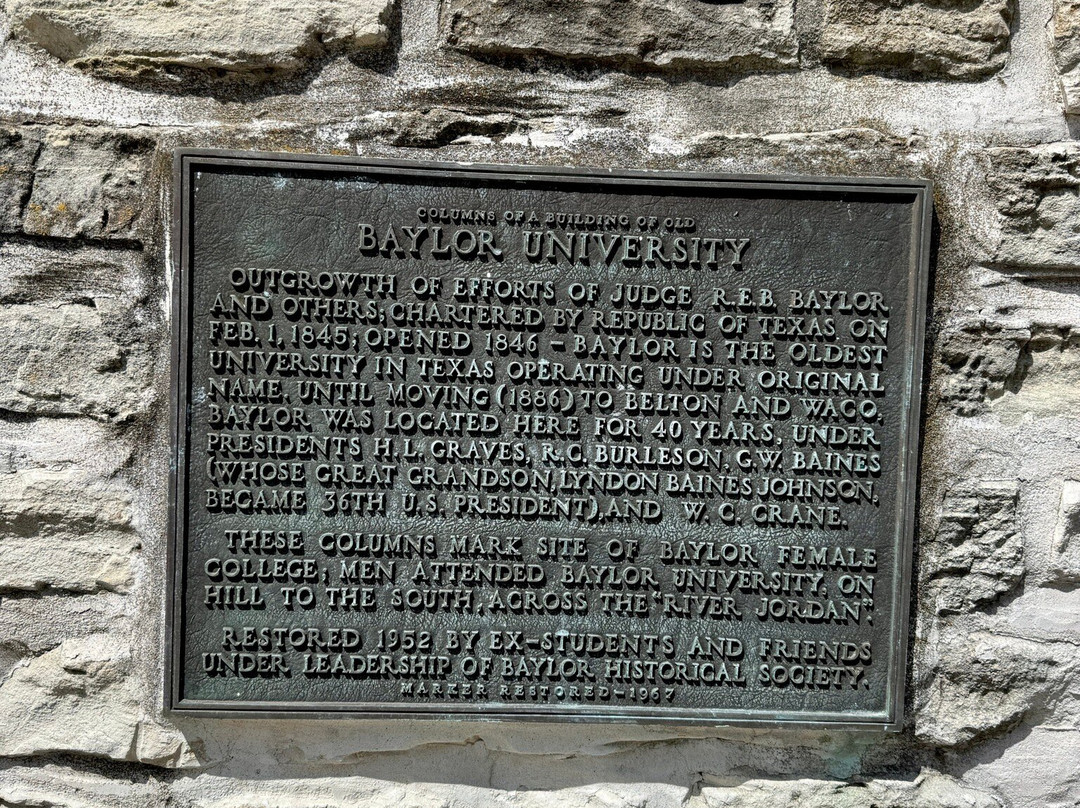 COLUMNS OF A BUILDING OF OLD
BAYLOR UNIVERSITY
OUTGROWTH OF EFFORTS OF JUDGE R.E.B. BAYLOR
AND OTHERS; CHARTERED BY REPUBLIC OF TEXAS ON
FEB. 1, 1845; OPENED 1846 - BAYLOR IS THE OLDEST
UNIVERSITY IN TEXAS OPERATING UNDER ORIGINAL
NAME. UNTIL MOVING (1886) TO BELTON AND WACO,
BAYLOR WAS LOCATED HERE FOR 40 YEARS, UNDER
PRESIDENTS H.L. GRAVES, R.C. BURLESON, G.W. BAINES
(WHOSE GREAT GRANDSON, LYNDON BAINES JOHNSON,
BECAME 36TH U.S. PRESIDENT), AND W. C. CRANE.
THESE COLUMNS MARK SITE OF BAYLOR FEMALE
COLLEGE; MEN ATTENDED BAYLOR UNIVERSITY, ON
HILL TO THE SOUTH, ACROSS THE "RIVER JORDAN".
RESTORED 1952 BY EX-STUDENTS AND FRIENDS
UNDER LEADERSHIP OF BAYLOR HISTORICAL SOCIETY.
MARKER RESTORED-1967